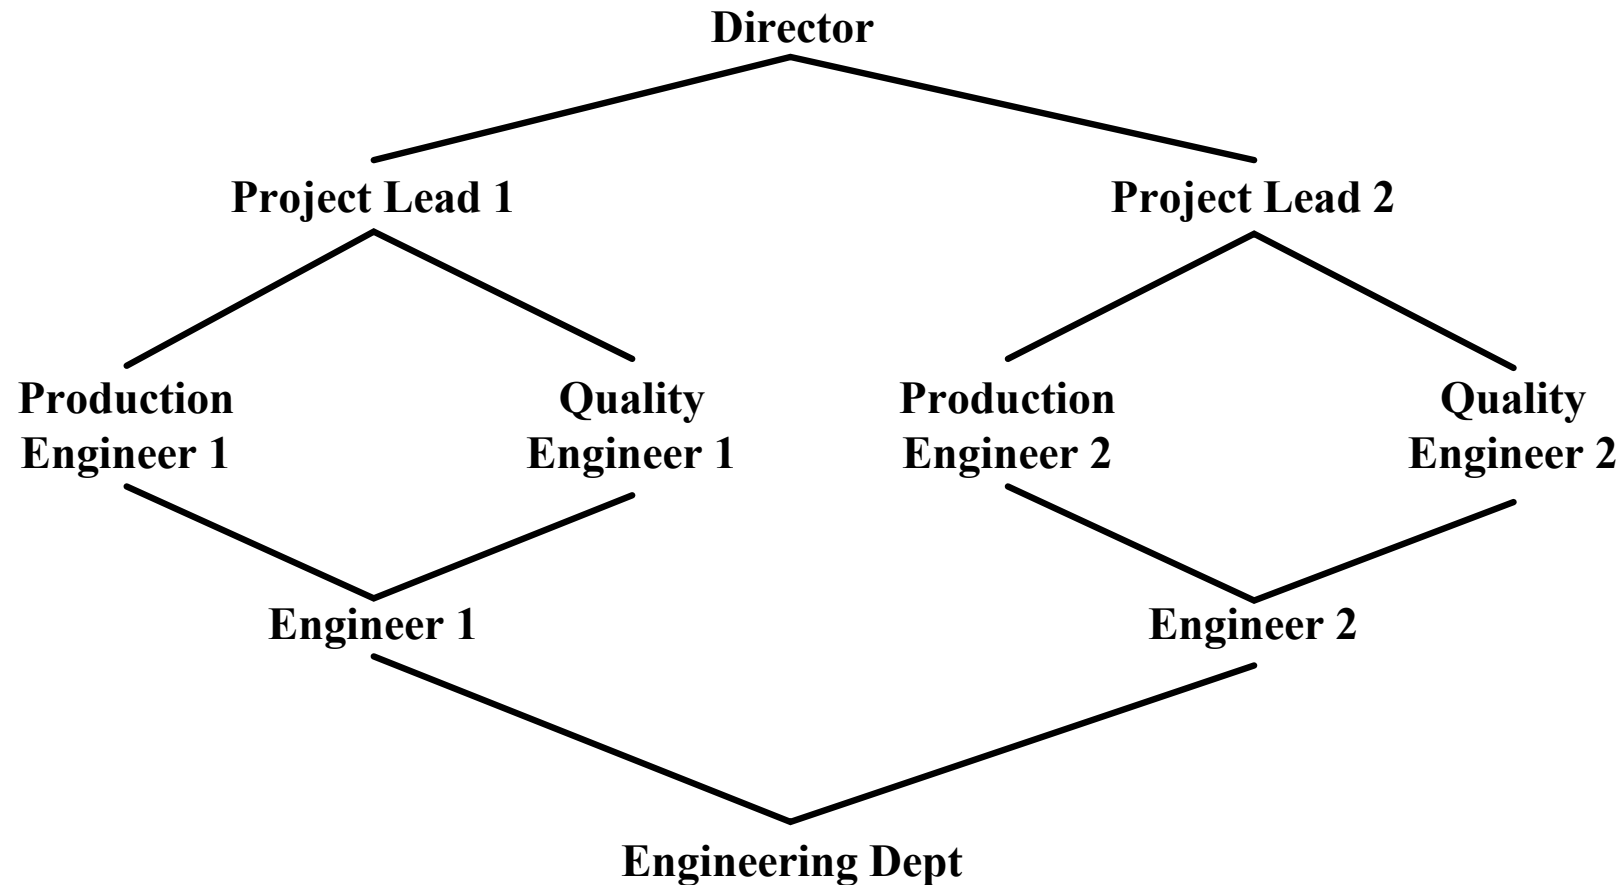 Director
Project Lead 1
Project Lead 2
Production
Engineer 1
Quality
Engineer 1
Production
Engineer 2
Quality
Engineer 2
Engineer 1
Engineer 2
Engineering Dept